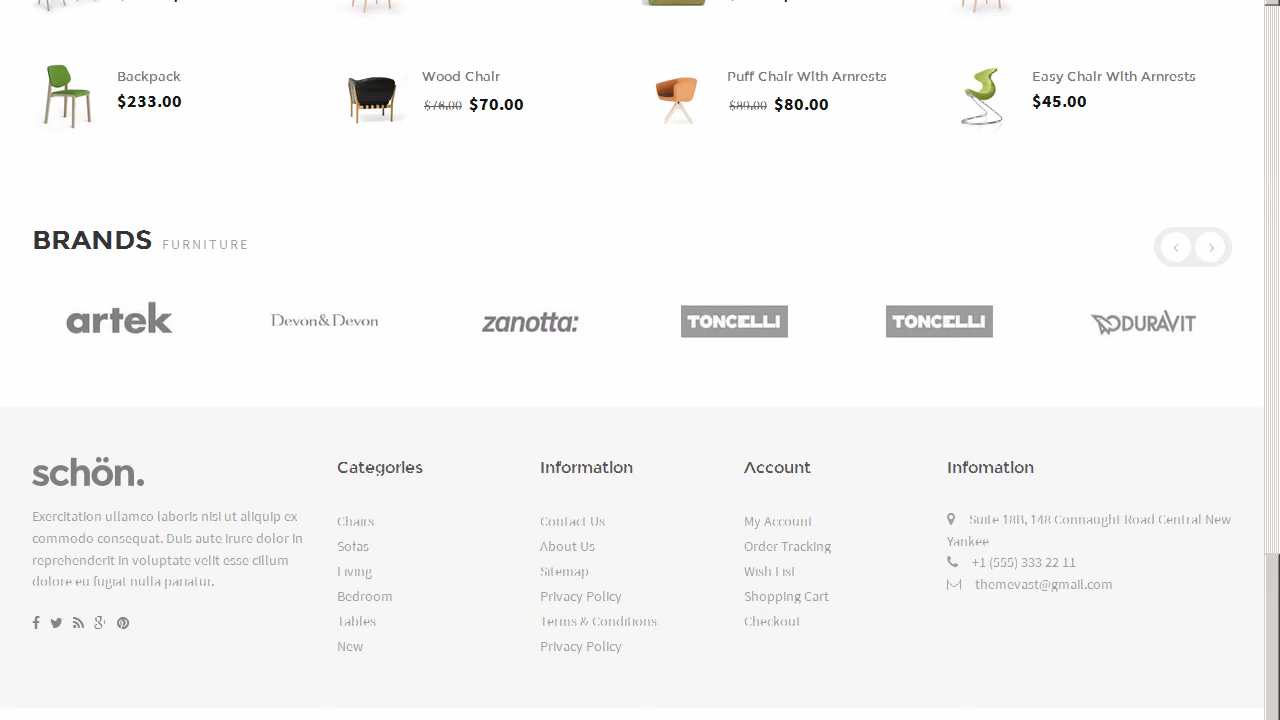 Backpack
$233.00
Wood Chair
$78.00 $70.00
Puff Chair With Arnrests
$89.00 $80.00
Easy Chair With Arnrests
$45.00
BRANDS FURNITURE
artek
Devon&Devon
zanotta:
TONCELLI
TONCELLI
DURAVIT
schön.
Exercitation ullamco laboris nisi ut aliquip ex
commodo consequat. Duis aute irure dolor in
reprehenderit in voluptate velit esse cillum
dolore eu fugiat nulla pariatur.
Categories
Chairs
Sofas
Living
Bedroom
Tables
New
Information
Contact Us
About Us
Sitemap
Privacy Policy
Terms & Conditions
Privacy Policy
Account
My Account
Order Tracking
Wish List
Shopping Cart
Checkout
Infomation
Suite 18B, 148 Connaught Road Central New
Yankee
+1 (555) 333 22 11
themevast@gmail.com